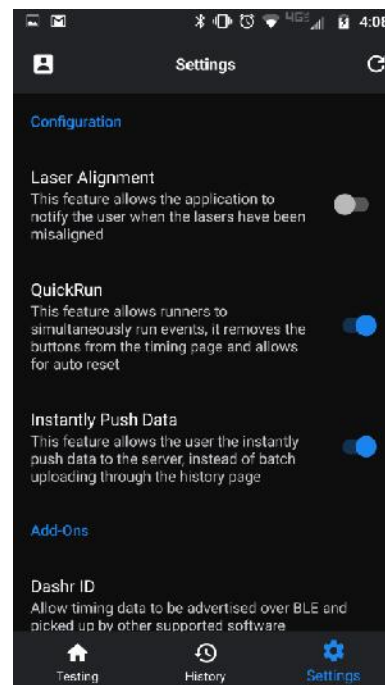 4G 4:08
Settings
Configuration
Laser Alignment
This feature allows the application to
notify the user when the lasers have been
misaligned
QuickRun
This feature allows runners to
simultaneously run events, it removes the
buttons from the timing page and allows
for auto reset
Instantly Push Data
This feature allows the user the instantly
push data to the server, instead of batch
uploading through the history page
Add-Ons
Dashr ID
Allow timing data to be advertised over BLE and
picked up by other supported software
Testing History Settings